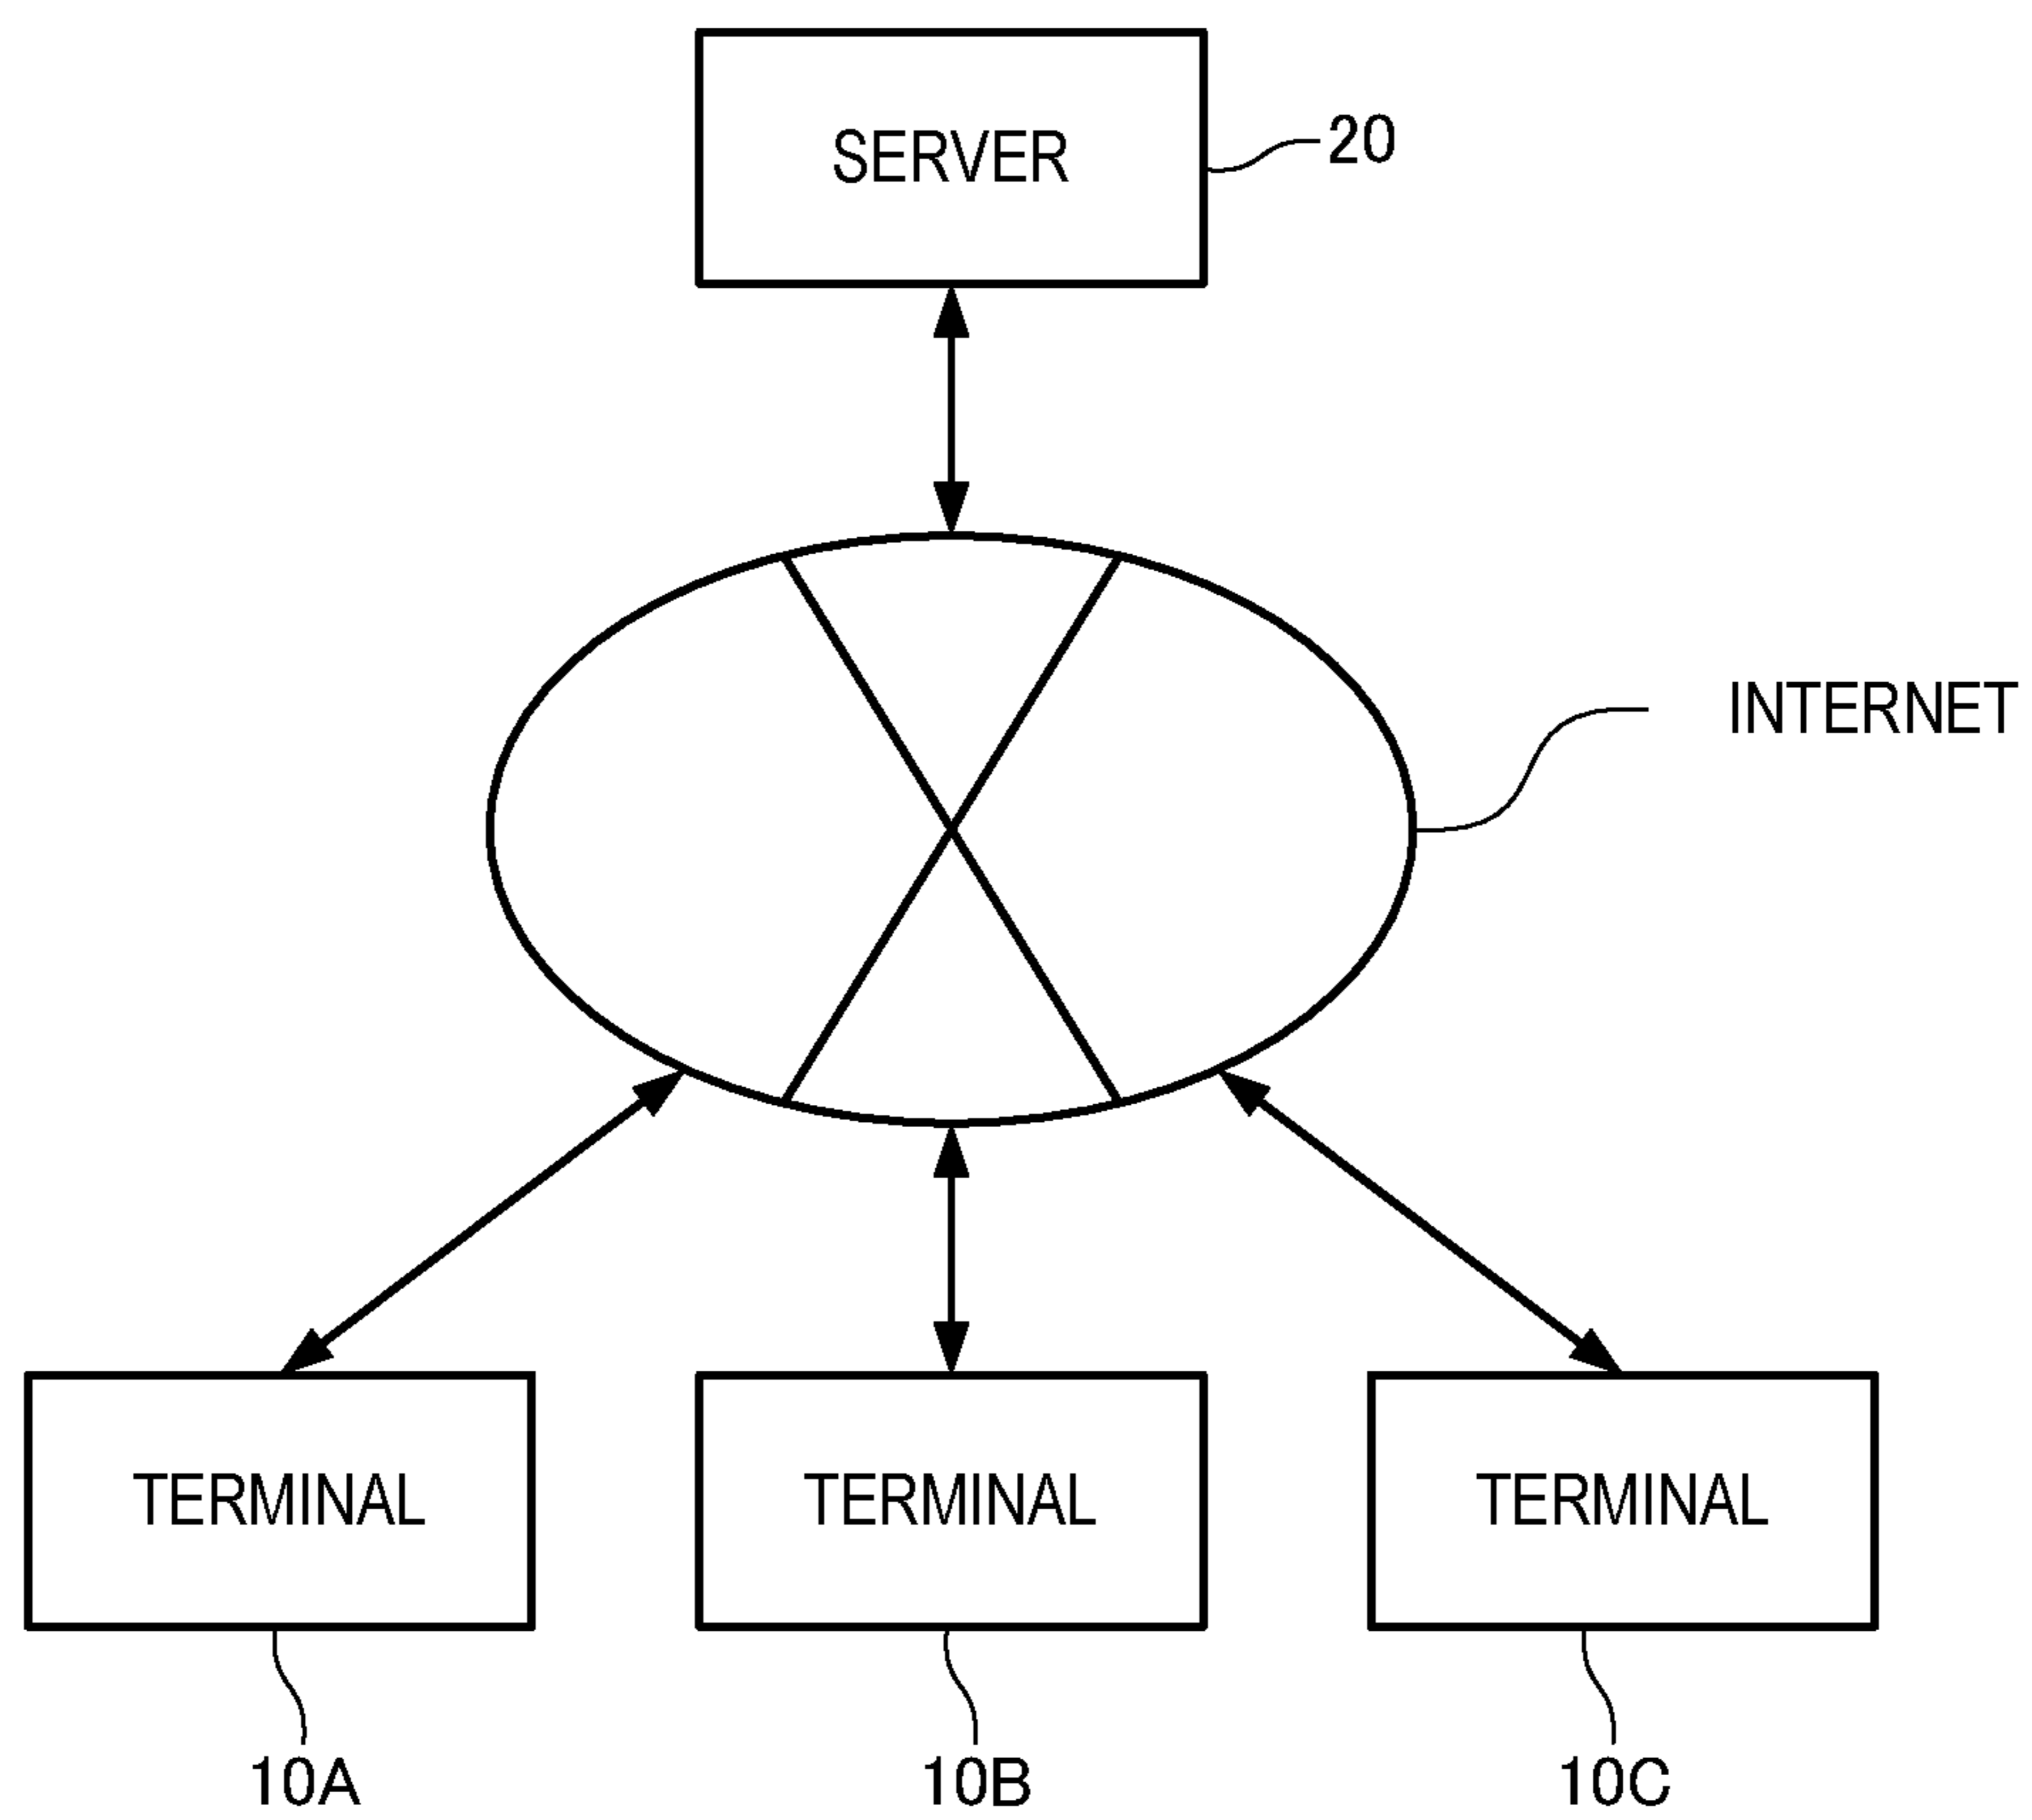 SERVER
20
INTERNET
TERMINAL
TERMINAL
TERMINAL
10A
10B
10C